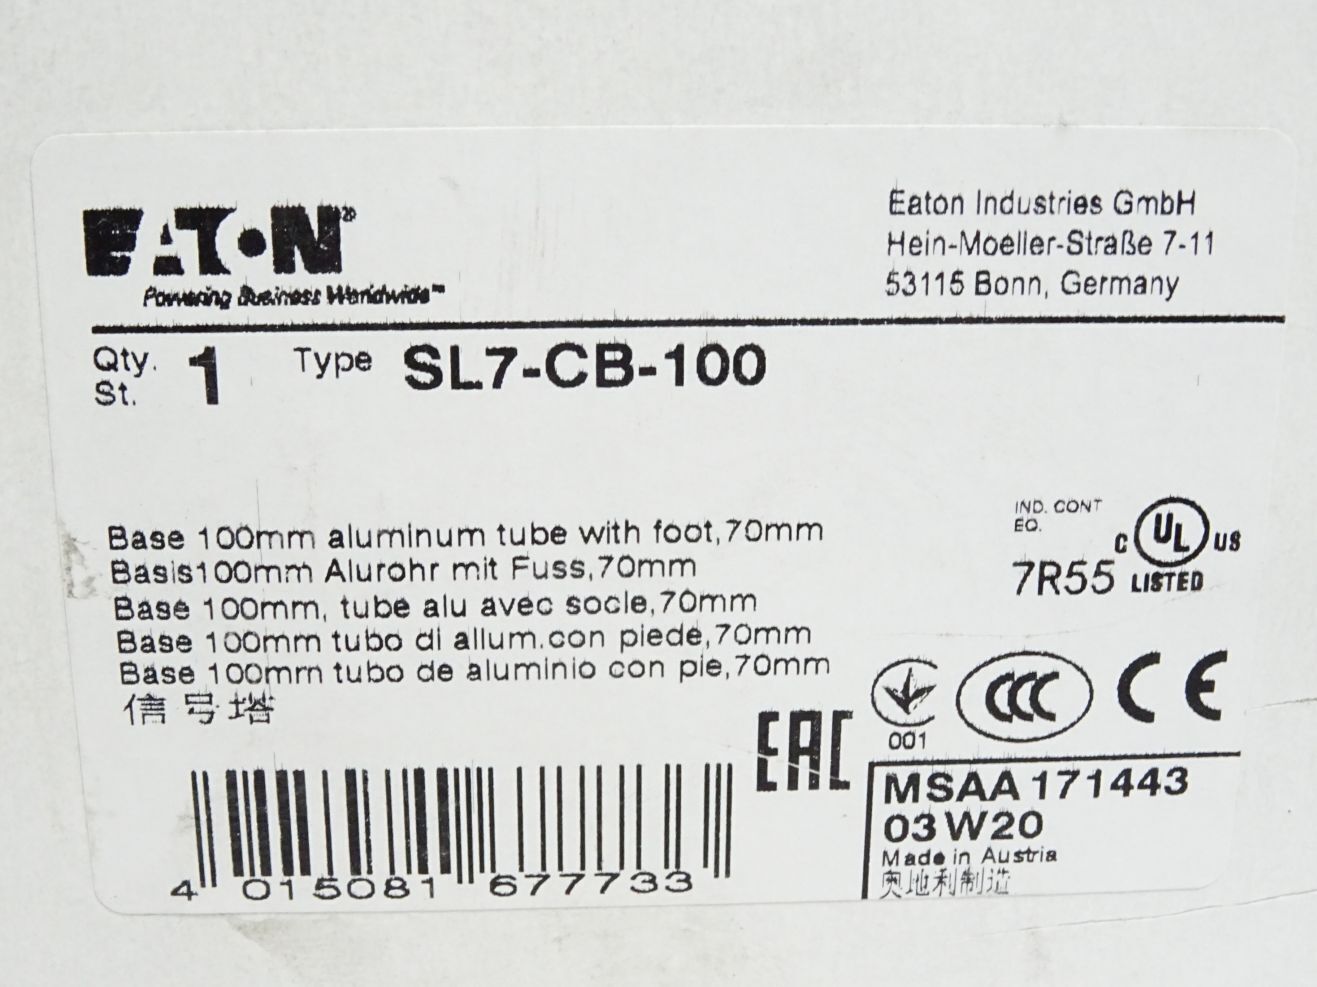 EATON®
Powering Business Worldwide™
Eaton Industries GmbH
Hein-Moeller-Straße 7-11
53115 Bonn, Germany
Qty. St. 1 Type SL7-CB-100
Base 100mm aluminum tube with foot,70mm
Basis100mm Alurohr mit Fuss,70mm
Base 100mm, tube alu avec socle,70mm
Base 100mm tubo di allum.con piede,70mm
Base 100mm tubo de aluminio con pie,70mm
信号塔
IND. CONT
EQ.
7R55
C UL US
LISTED
001
CCC
CE
EAC
MSAA 171443
03W20
Made in Austria
奥地利制造
4 015081 677733